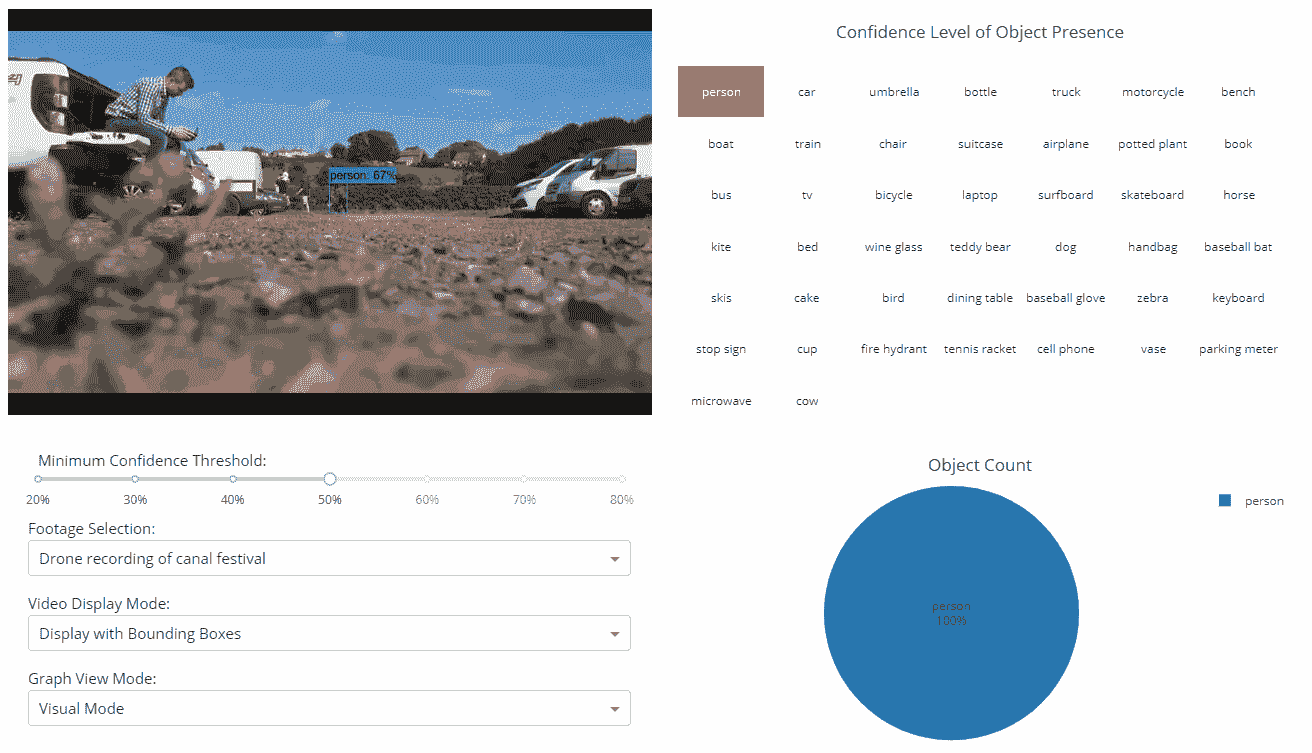 person: 67%
Confidence Level of Object Presence
person car umbrella bottle truck motorcycle bench
boat train chair suitcase airplane potted plant book
bus tv bicycle laptop surfboard skateboard horse
kite bed wine glass teddy bear dog handbag baseball bat
skis cake bird dining table baseball glove zebra keyboard
stop sign cup fire hydrant tennis racket cell phone vase parking meter
microwave cow
Minimum Confidence Threshold:
20% 30% 40% 50% 60% 70% 80%
Footage Selection:
Drone recording of canal festival
Video Display Mode:
Display with Bounding Boxes
Graph View Mode:
Visual Mode
Object Count
person
person
100%